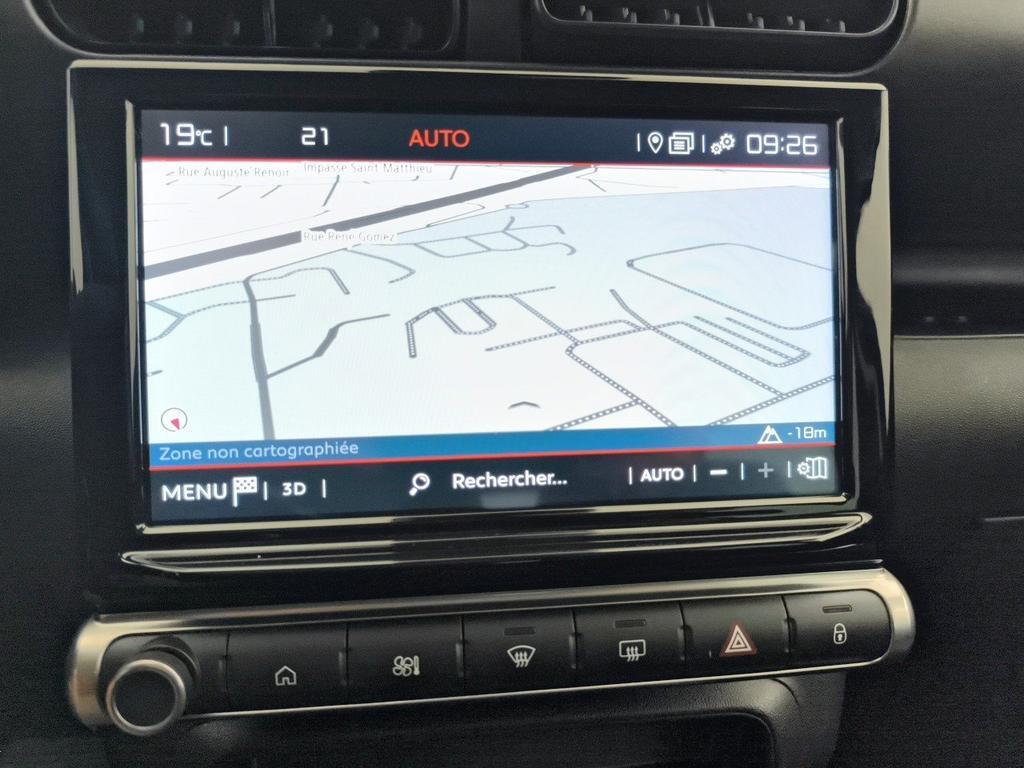 19°C 21 AUTO 09:26
Rue Auguste Renoir
Impasse Saint Matthieu
Rue René Gomez
Zone non cartographiée -18m
MENU 3D Rechercher... AUTO - +